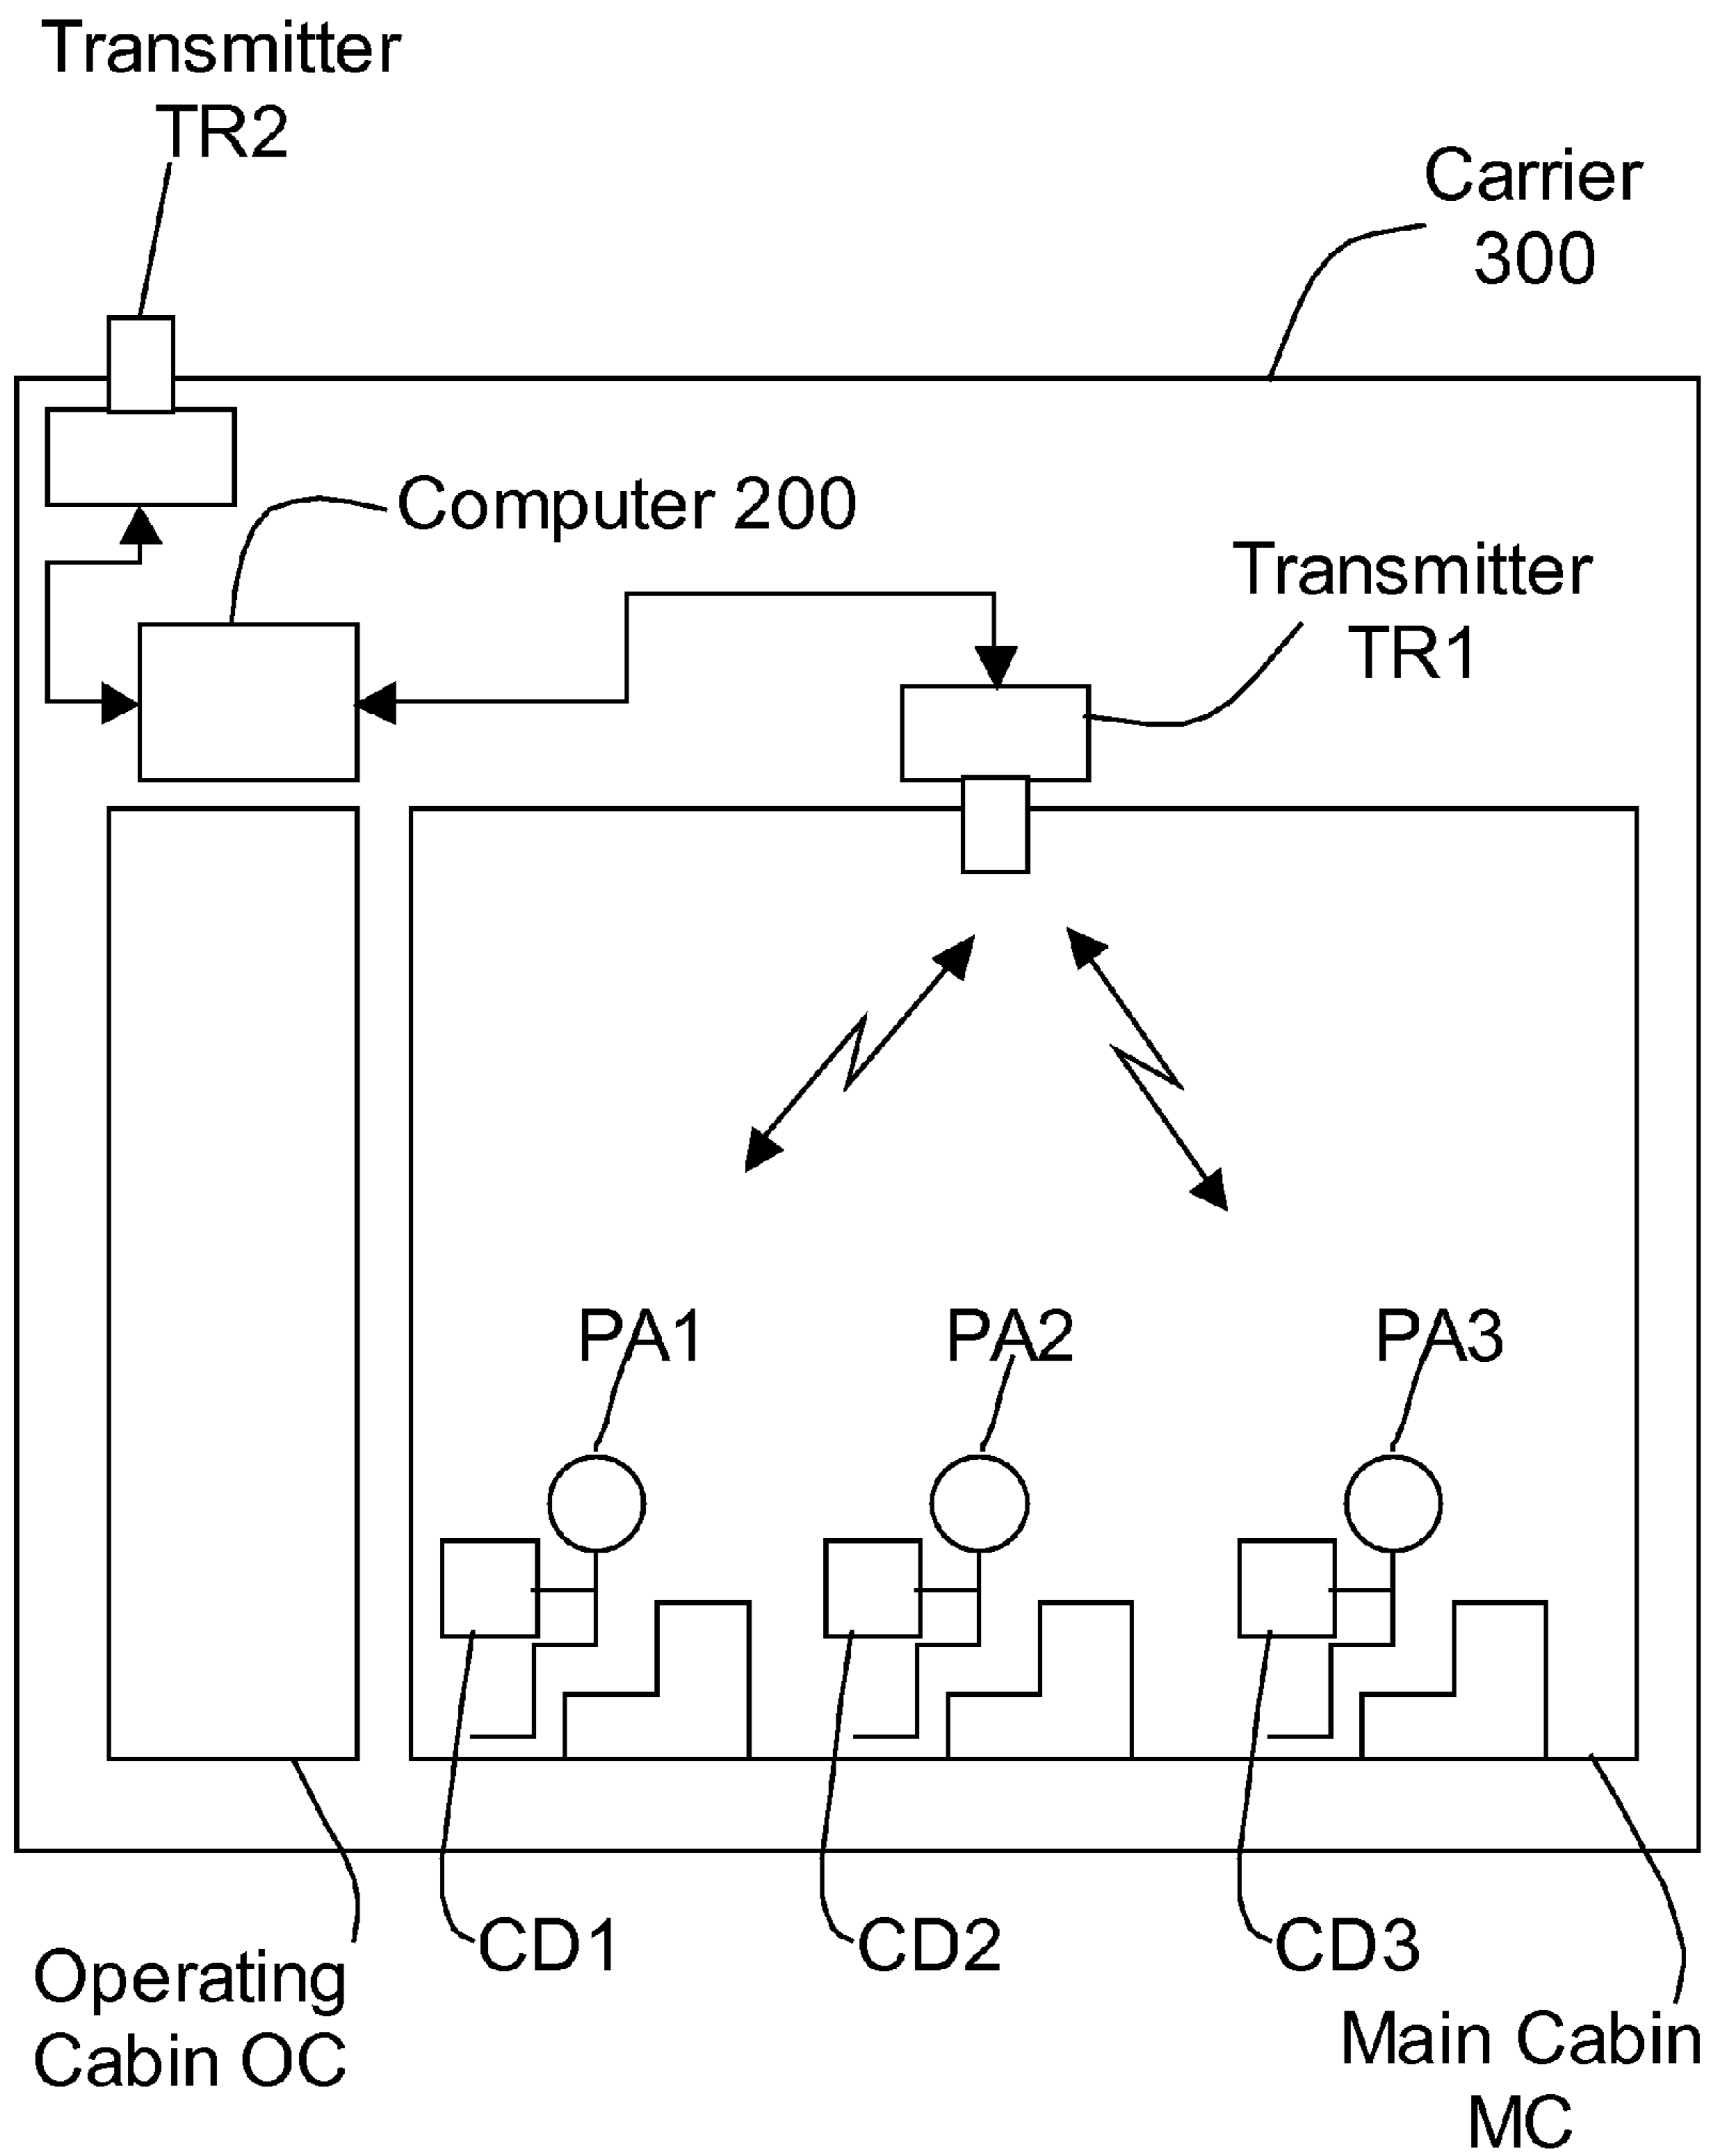 Transmitter
TR2
Carrier
300
Computer 200
Transmitter
TR1
PA1
PA2
PA3
CD1
CD2
CD3
Operating
Cabin OC
Main Cabin
MC